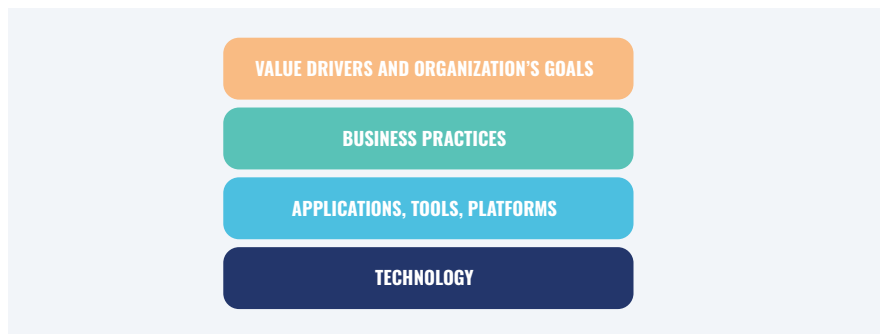 VALUE DRIVERS AND ORGANIZATION’S GOALS
BUSINESS PRACTICES
APPLICATIONS, TOOLS, PLATFORMS
TECHNOLOGY